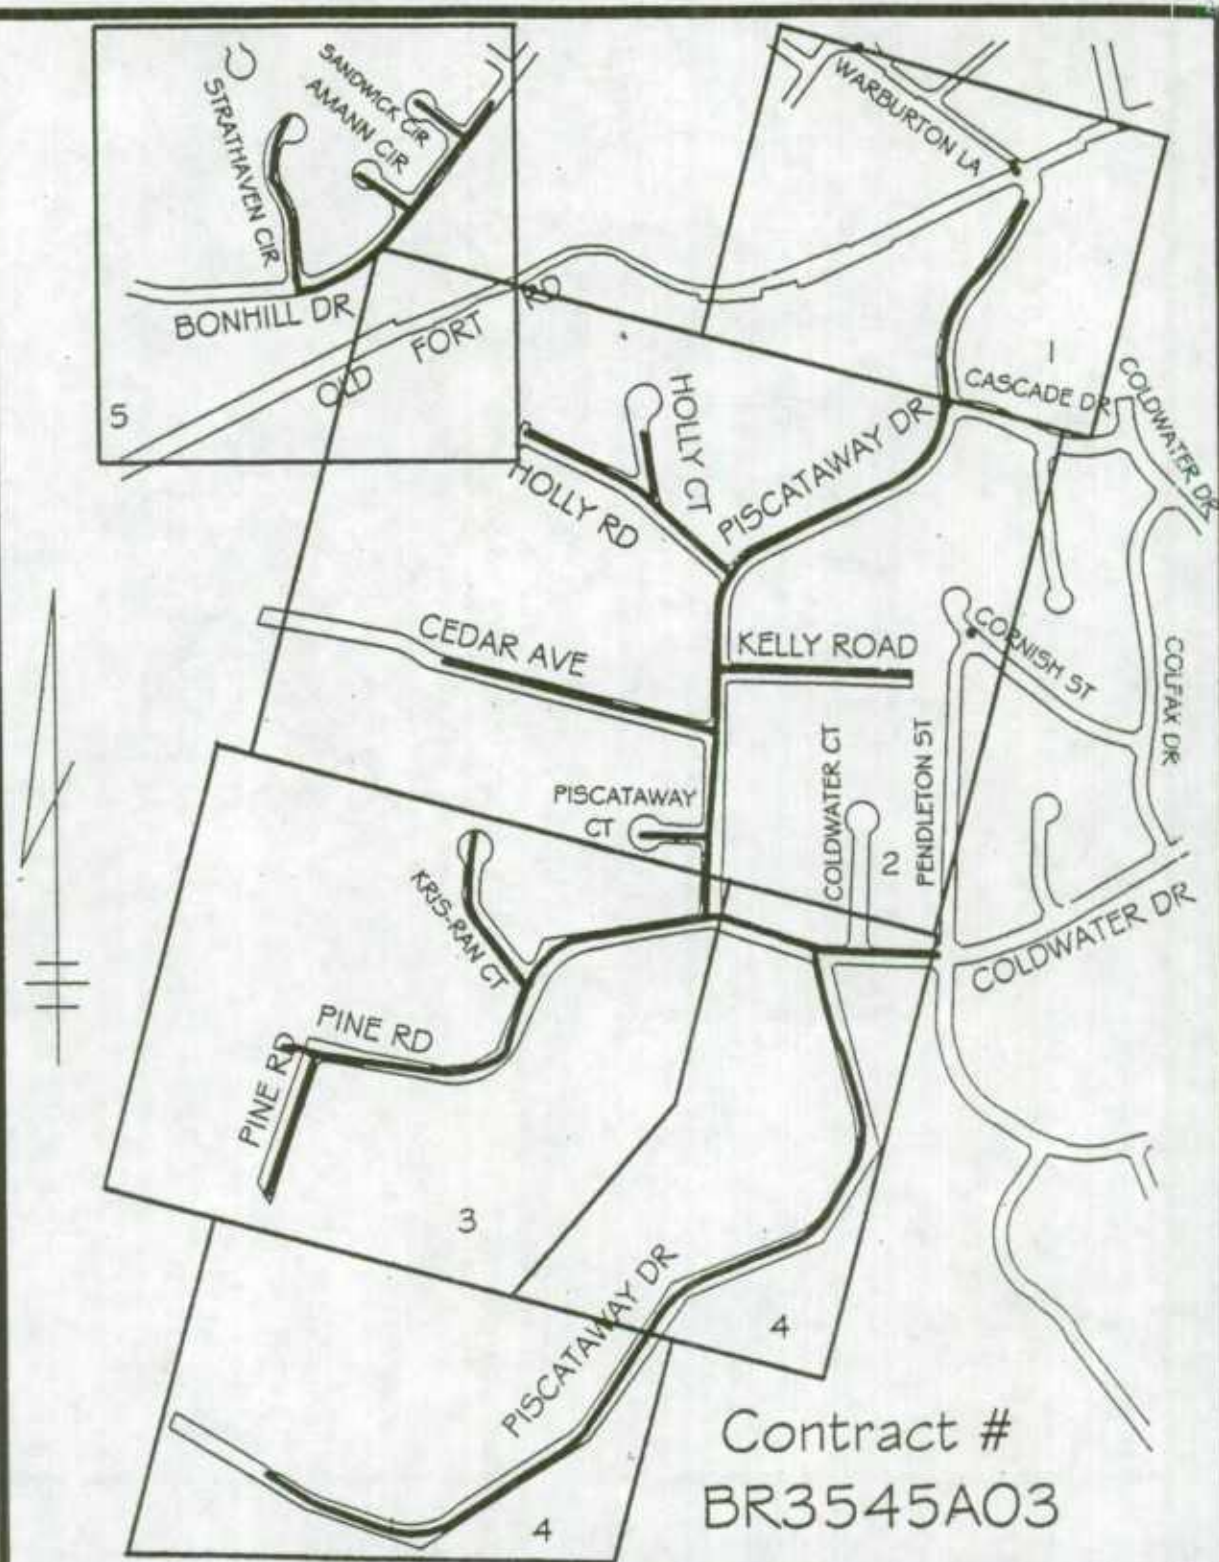 SANDWICK CIR
AMANN CIR
STRATHAVEN CIR
BONHILL DR
OLD FORT RD
5
WARBURTON LA
1
CASCADE DR
COLDWATER DR
HOLLY CT
HOLLY RD
PISCATAWAY DR
CEDAR AVE
KELLY ROAD
CORNISH ST
COLFAX DR
PISCATAWAY
CT
COLDWATER CT
2
PENDLETON ST
COLDWATER DR
KRIS-RAN CT
PINE RD
PINE RD
3
PISCATAWAY DR
4
4
Contract #
BR3545A03